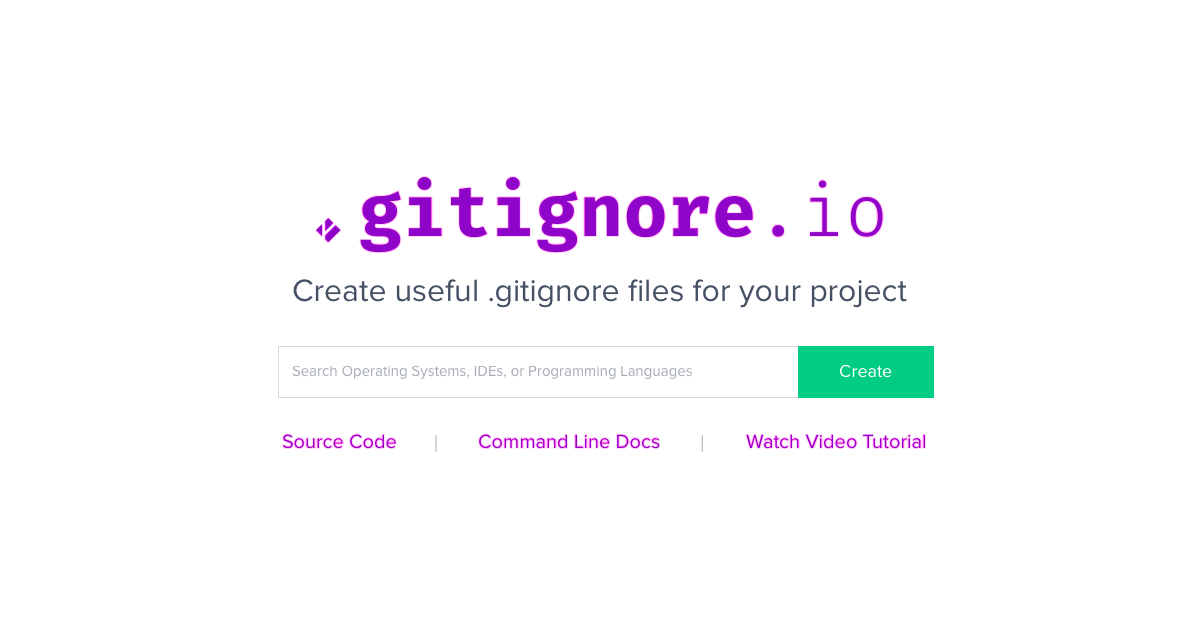 .gitignore.io
Create useful .gitignore files for your project
Search Operating Systems, IDEs, or Programming Languages
Create
Source Code | Command Line Docs | Watch Video Tutorial